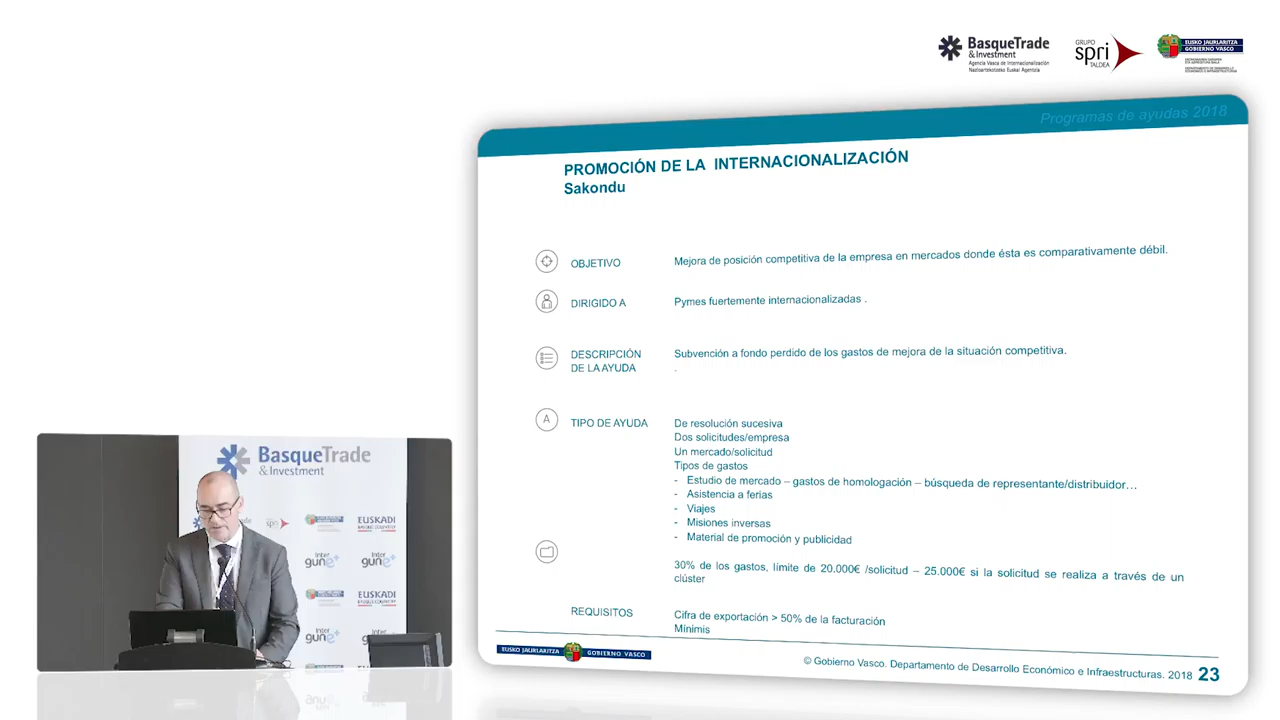 BasqueTrade
& Investment
Agencia Vasca de Internacionalización
Nazioartekotzeko Euskal Agentzia
GRUPO
spri
TALDEA
EUSKO JAURLARITZA
GOBIERNO VASCO
Programas de ayudas 2018
PROMOCIÓN DE LA INTERNACIONALIZACIÓN
Sakondu
OBJETIVO Mejora de posición competitiva de la empresa en mercados donde ésta es comparativamente débil.
DIRIGIDO A Pymes fuertemente internacionalizadas .
DESCRIPCIÓN Subvención a fondo perdido de los gastos de mejora de la situación competitiva.
DE LA AYUDA .
A TIPO DE AYUDA De resolución sucesiva
Dos solicitudes/empresa
Un mercado/solicitud
Tipos de gastos
- Estudio de mercado – gastos de homologación – búsqueda de representante/distribuidor…
- Asistencia a ferias
- Viajes
- Misiones inversas
- Material de promoción y publicidad
30% de los gastos, límite de 20.000€ /solicitud – 25.000€ si la solicitud se realiza a través de un
clúster
REQUISITOS Cifra de exportación > 50% de la facturación
Mínimis
EUSKO JAURLARITZA GOBIERNO VASCO
© Gobierno Vasco. Departamento de Desarrollo Económico e Infraestructuras. 2018 23
BasqueTrade
& Investment
spri
EUSKADI
BASQUE COUNTRY
Inter
gune+
Inter
gune+
EUSKADI
BASQUE COUNTRY
Inter
gune+
Inter